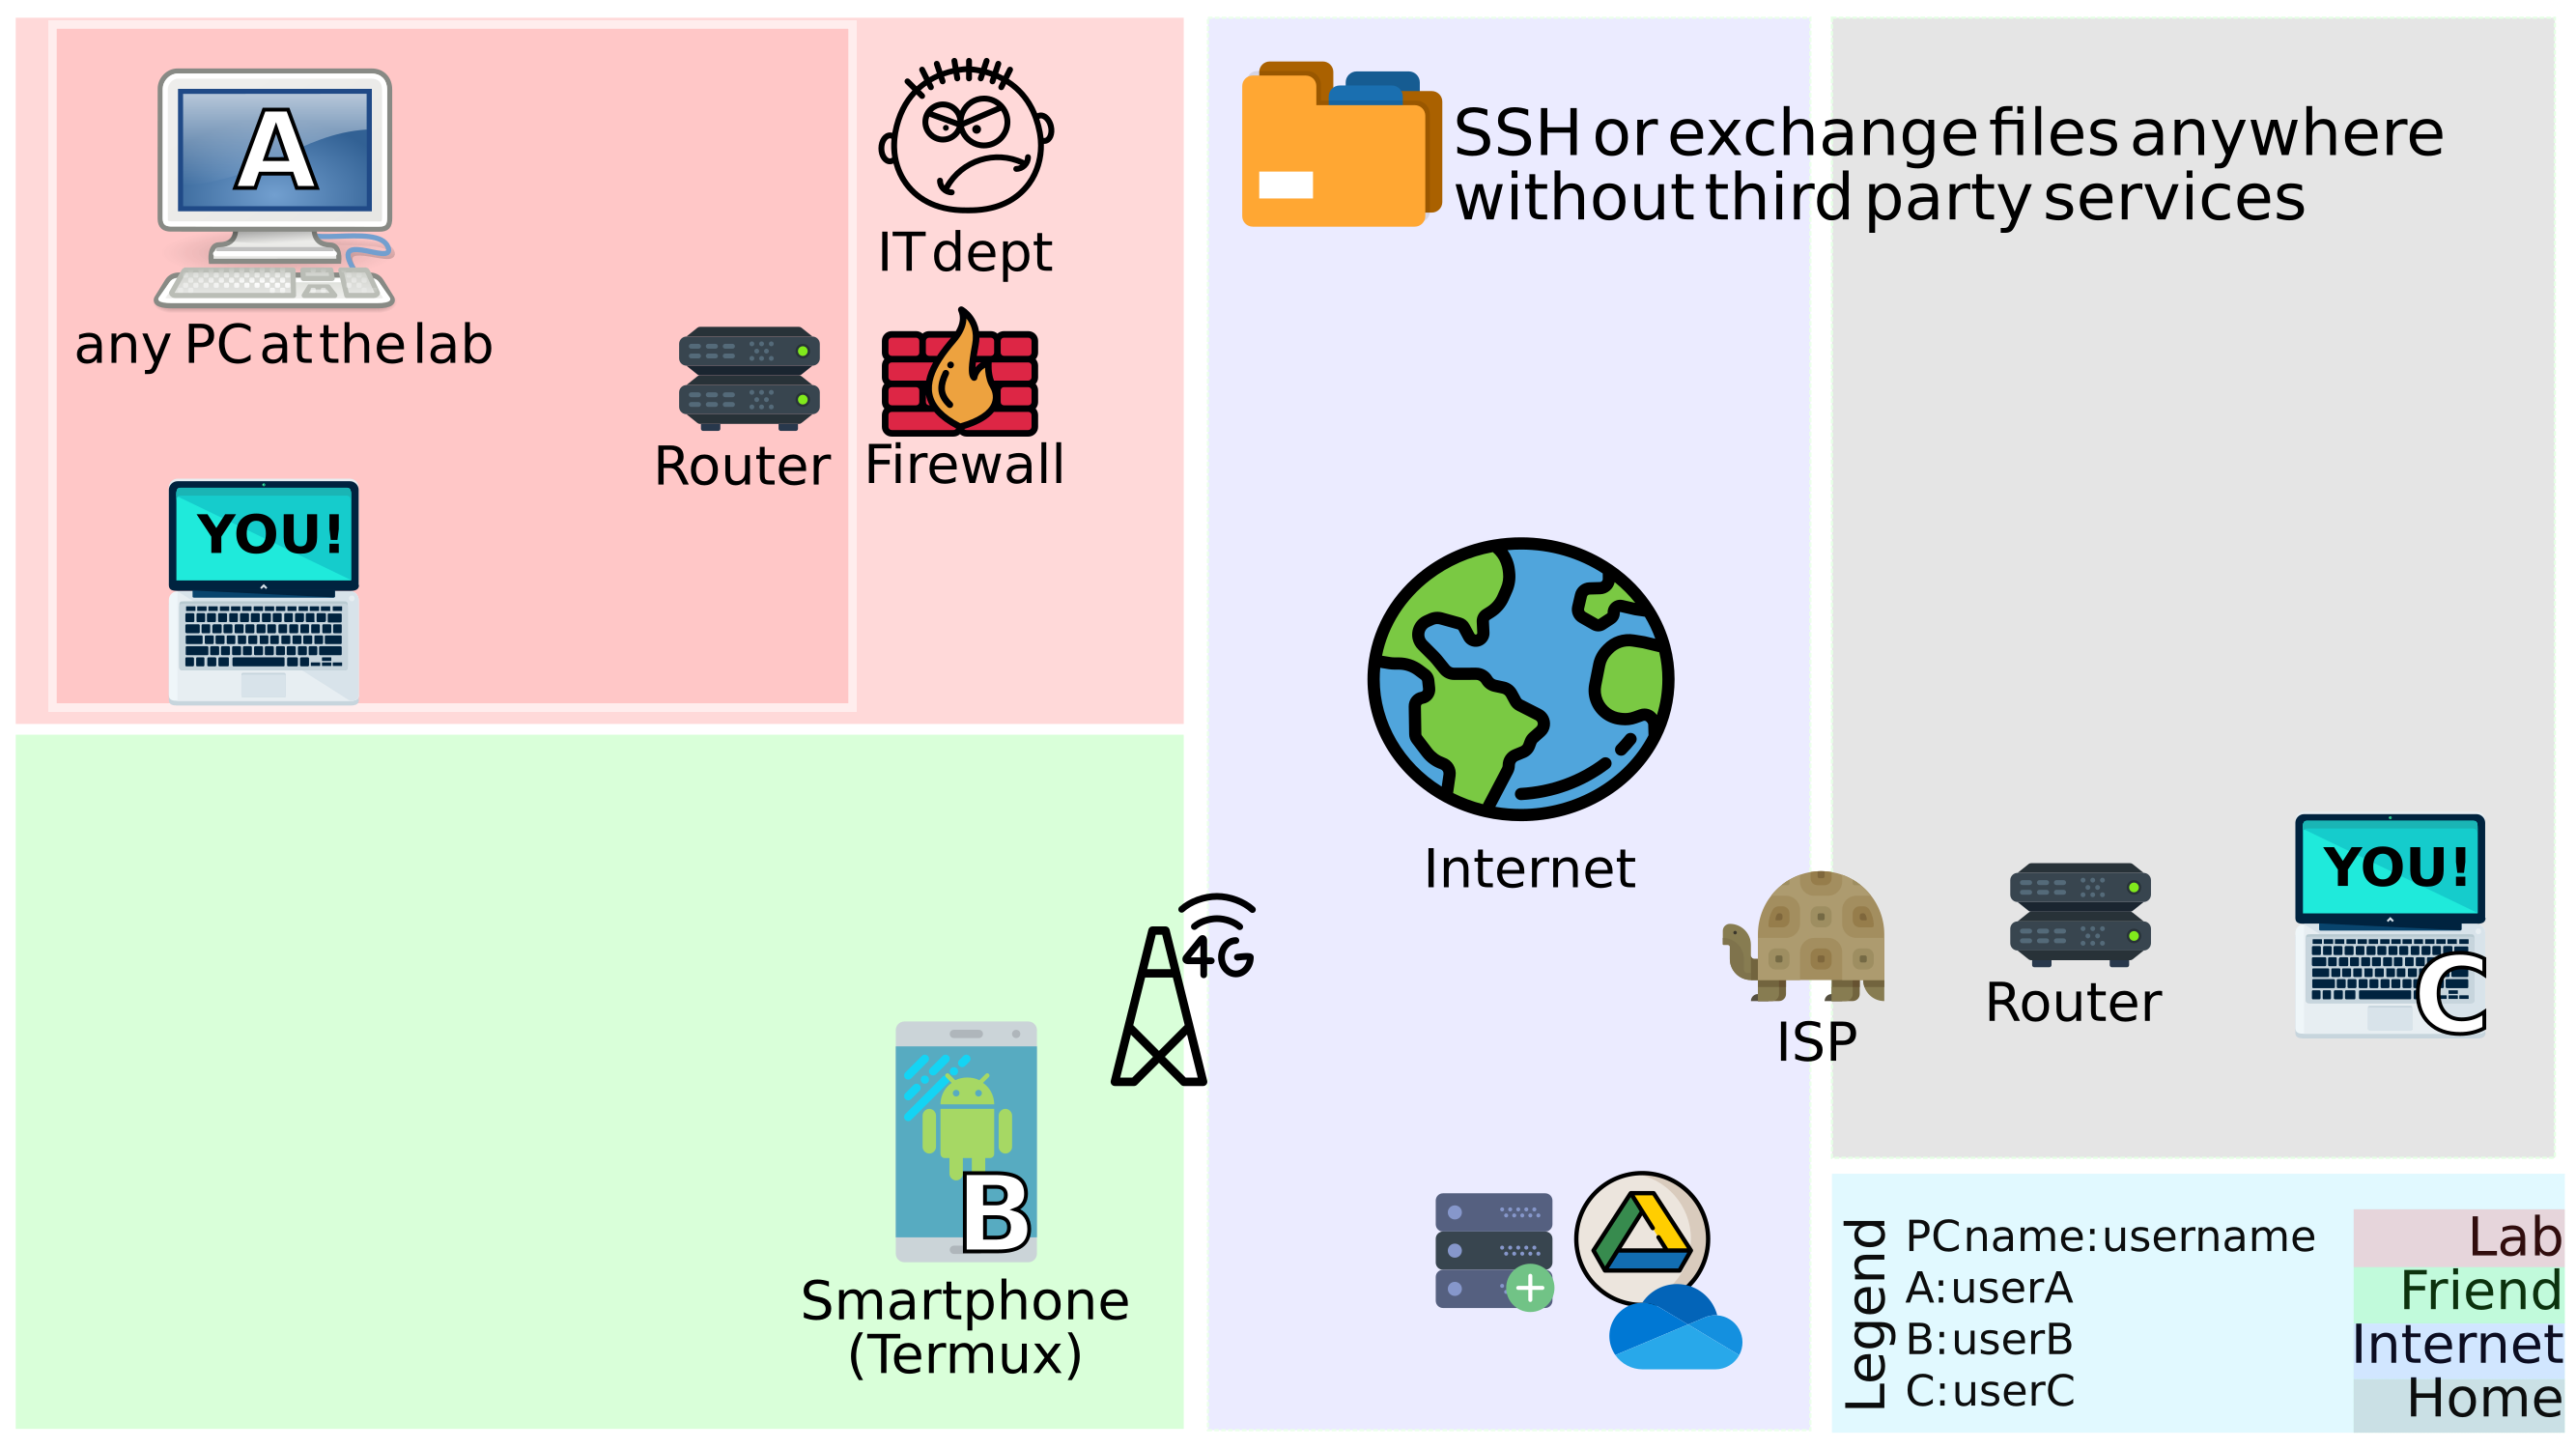 A
any PC at the lab
YOU!
Router
IT dept
Firewall
SSH or exchange files anywhere
without third party services
Internet
4G
B
Smartphone
(Termux)
ISP
Router
YOU!
C
Legend
PCname:username
A:userA
B:userB
C:userC
Lab
Friend
Internet
Home